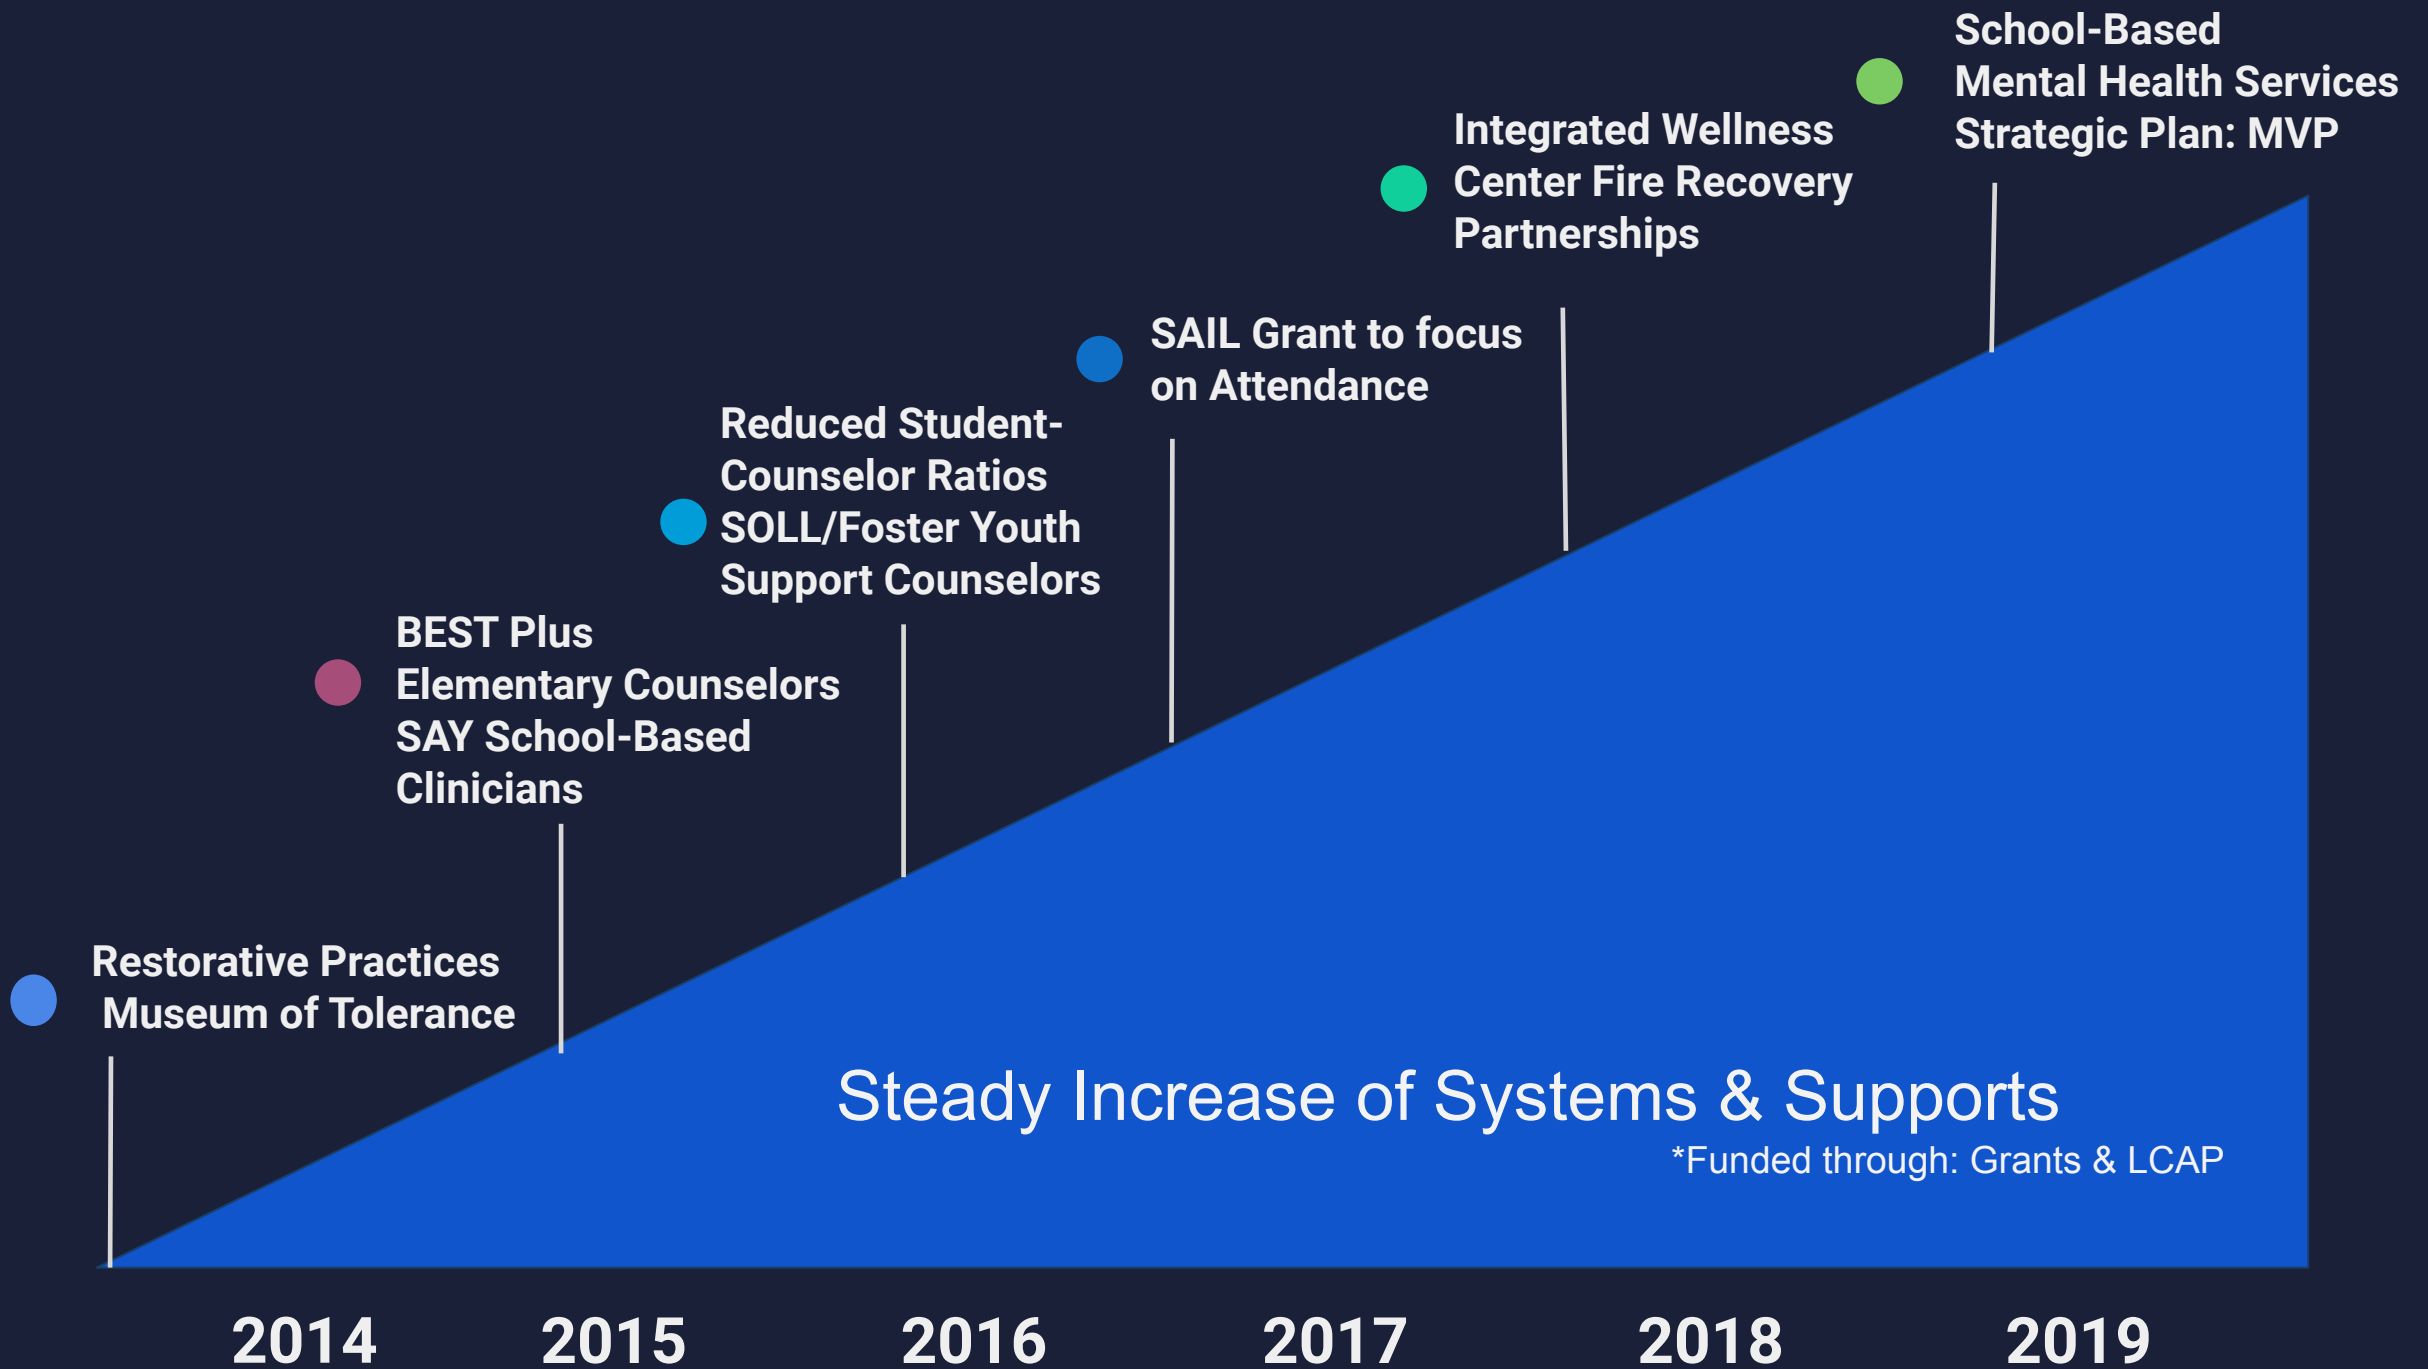 School-Based
Mental Health Services
Strategic Plan: MVP
Integrated Wellness
Center Fire Recovery
Partnerships
SAIL Grant to focus
on Attendance
Reduced Student-
Counselor Ratios
SOLL/Foster Youth
Support Counselors
BEST Plus
Elementary Counselors
SAY School-Based
Clinicians
Restorative Practices
Museum of Tolerance
Steady Increase of Systems & Supports
*Funded through: Grants & LCAP
2014 2015 2016 2017 2018 2019